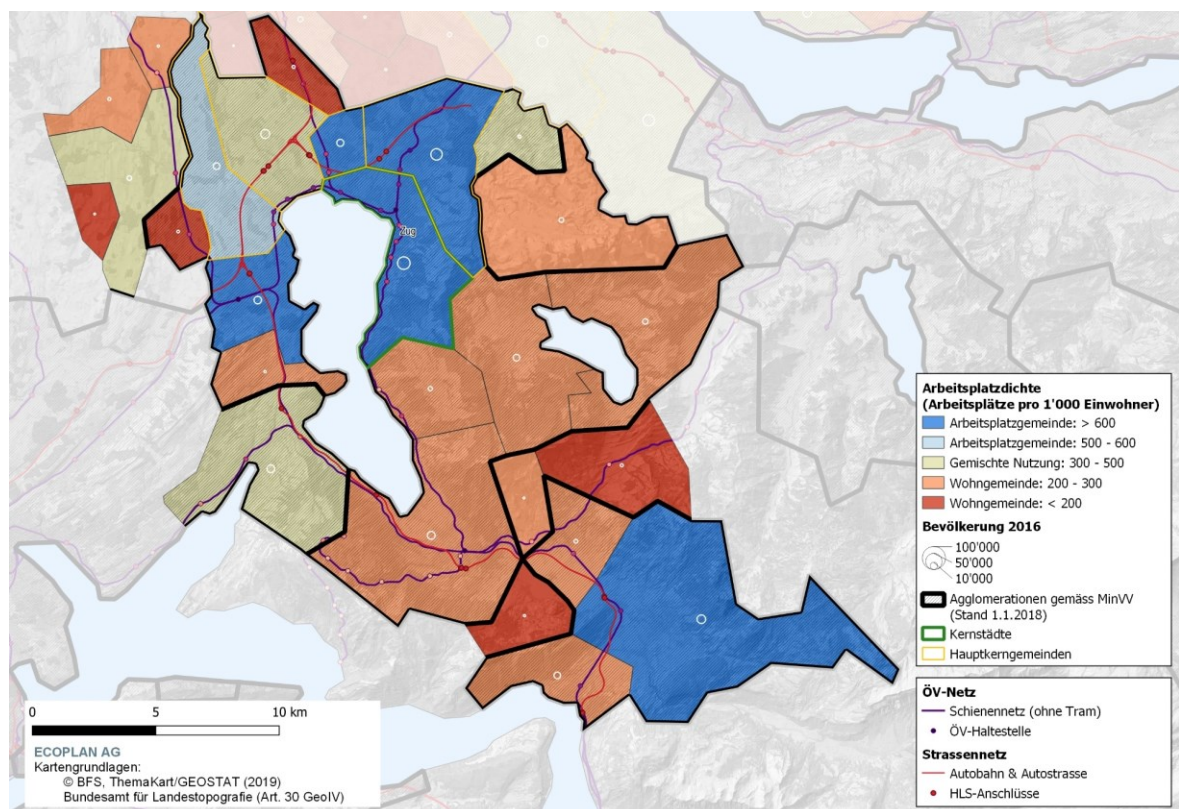 Zug
Arbeitsplatzdichte
(Arbeitsplätze pro 1'000 Einwohner)
Arbeitsplatzgemeinde: > 600
Arbeitsplatzgemeinde: 500 - 600
Gemischte Nutzung: 300 - 500
Wohngemeinde: 200 - 300
Wohngemeinde: < 200
Bevölkerung 2016
100'000
50'000
10'000
Agglomerationen gemäss MinVV
(Stand 1.1.2018)
Kernstädte
Hauptkerngemeinden
ÖV-Netz
Schienennetz (ohne Tram)
ÖV-Haltestelle
Strassennetz
Autobahn & Autostrasse
HLS-Anschlüsse
0 5 10 km
ECOPLAN AG
Kartengrundlagen:
© BFS, ThemaKart/GEOSTAT (2019)
Bundesamt für Landestopografie (Art. 30 GeoIV)